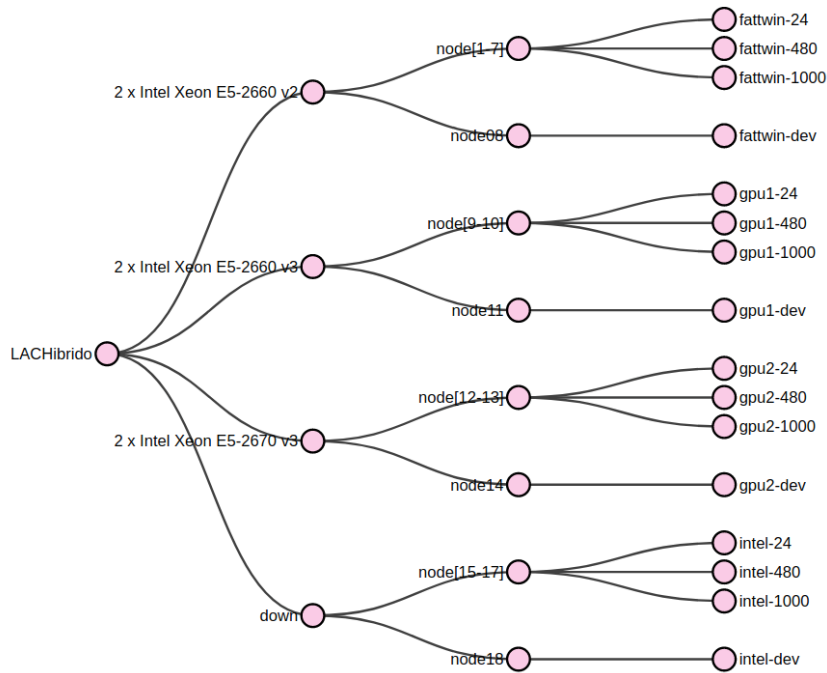 fattwin-24
node[1-7]
fattwin-480
fattwin-1000
2 x Intel Xeon E5-2660 v2
node08
fattwin-dev
gpu1-24
node[9-10]
gpu1-480
gpu1-1000
2 x Intel Xeon E5-2660 v3
node11
gpu1-dev
LACHibrido
gpu2-24
node[12-13]
gpu2-480
gpu2-1000
2 x Intel Xeon E5-2670 v3
node14
gpu2-dev
intel-24
node[15-17]
intel-480
intel-1000
down
node18
intel-dev